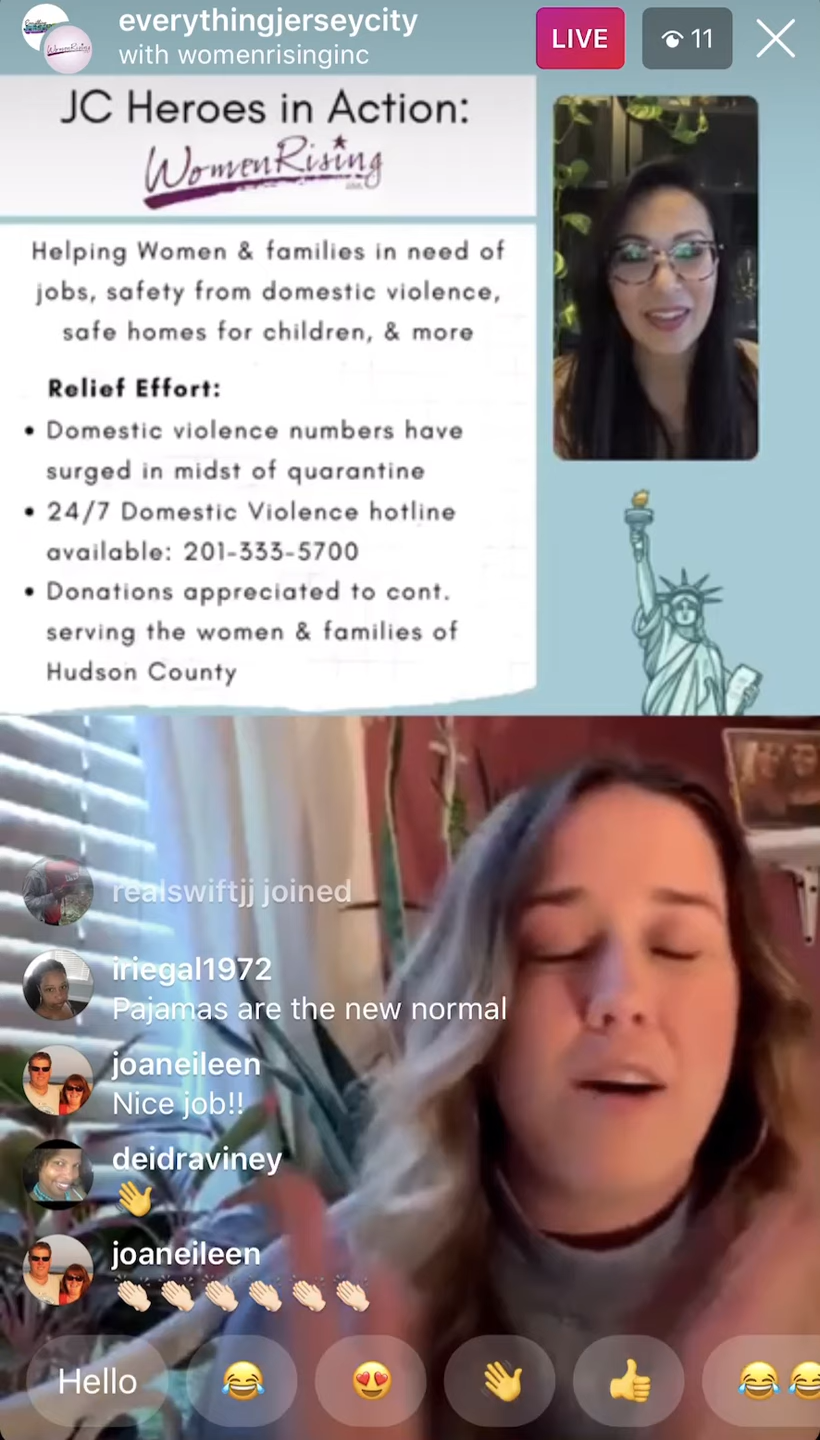 everythingjerseycity
with womenrisinginc
LIVE
11
JC Heroes in Action:
WomenRising
Helping Women & families in need of
jobs, safety from domestic violence,
safe homes for children, & more
Relief Effort:
• Domestic violence numbers have
surged in midst of quarantine
• 24/7 Domestic Violence hotline
available: 201-333-5700
• Donations appreciated to cont.
serving the women & families of
Hudson County
realswiftjj joined
iriegal1972
Pajamas are the new normal
joaneileen
Nice job!!
deidraviney
👋
joaneileen
👏🏻👏🏻👏🏻👏🏻👏🏻👏🏻
Hello 😂 😍 👋 👍 😂😂